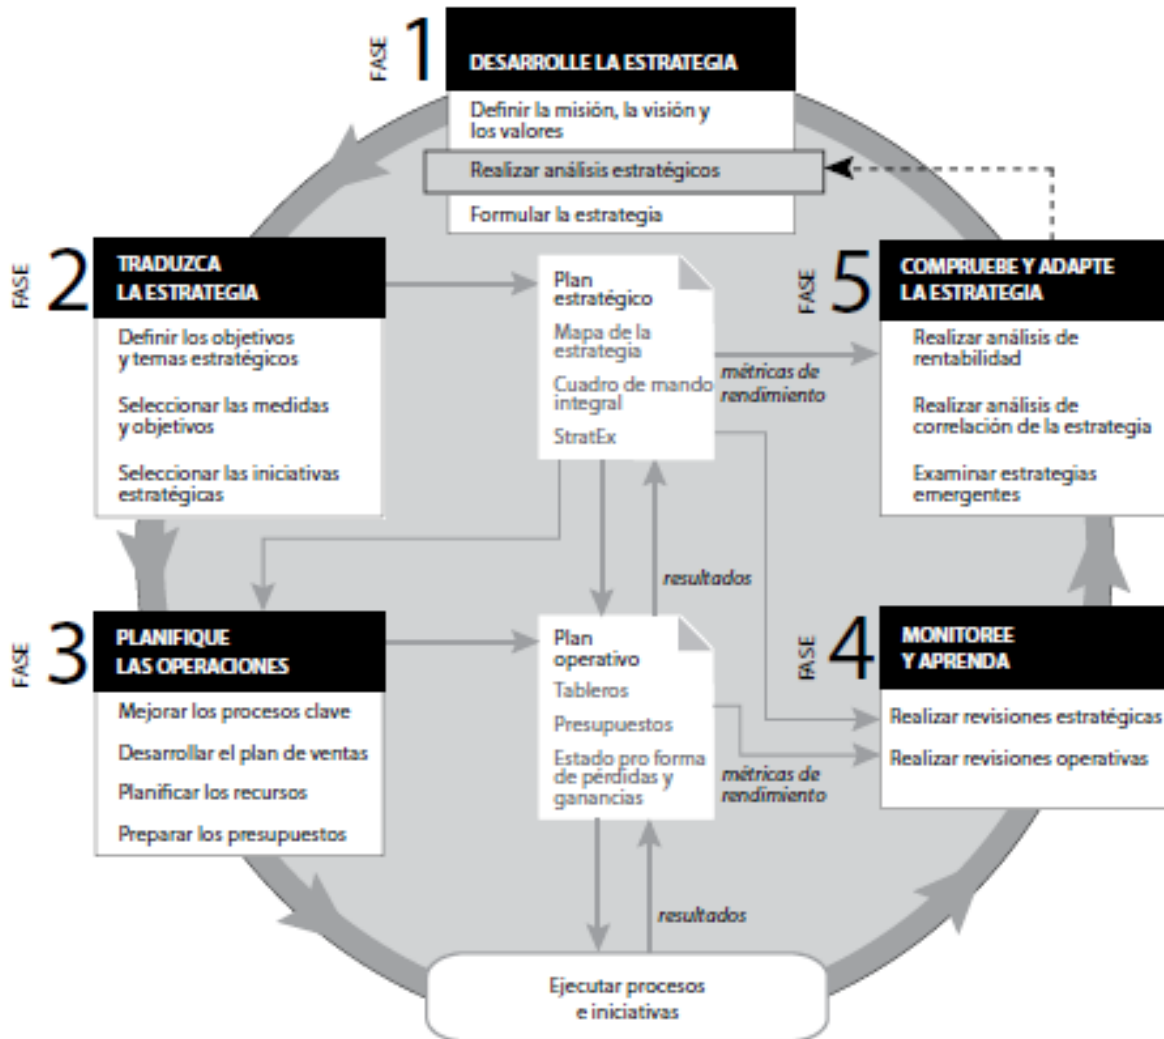 FASE 1
DESARROLLE LA ESTRATEGIA
Definir la misión, la visión y
los valores
Realizar análisis estratégicos
Formular la estrategia
FASE 2
TRADUZCA
LA ESTRATEGIA
Definir los objetivos
y temas estratégicos
Seleccionar las medidas
y objetivos
Seleccionar las iniciativas
estratégicas
Plan
estratégico
Mapa de la
estrategia
Cuadro de mando
integral
StratEx
métricas de
rendimiento
FASE 5
COMPRUEBE Y ADAPTE
LA ESTRATEGIA
Realizar análisis de
rentabilidad
Realizar análisis de
correlación de la estrategia
Examinar estrategias
emergentes
resultados
FASE 3
PLANIFIQUE
LAS OPERACIONES
Mejorar los procesos clave
Desarrollar el plan de ventas
Planificar los recursos
Preparar los presupuestos
Plan
operativo
Tableros
Presupuestos
Estado pro forma
de pérdidas y
ganancias
métricas de
rendimiento
FASE 4
MONITOREE
Y APRENDA
Realizar revisiones estratégicas
Realizar revisiones operativas
resultados
Ejecutar procesos
e iniciativas